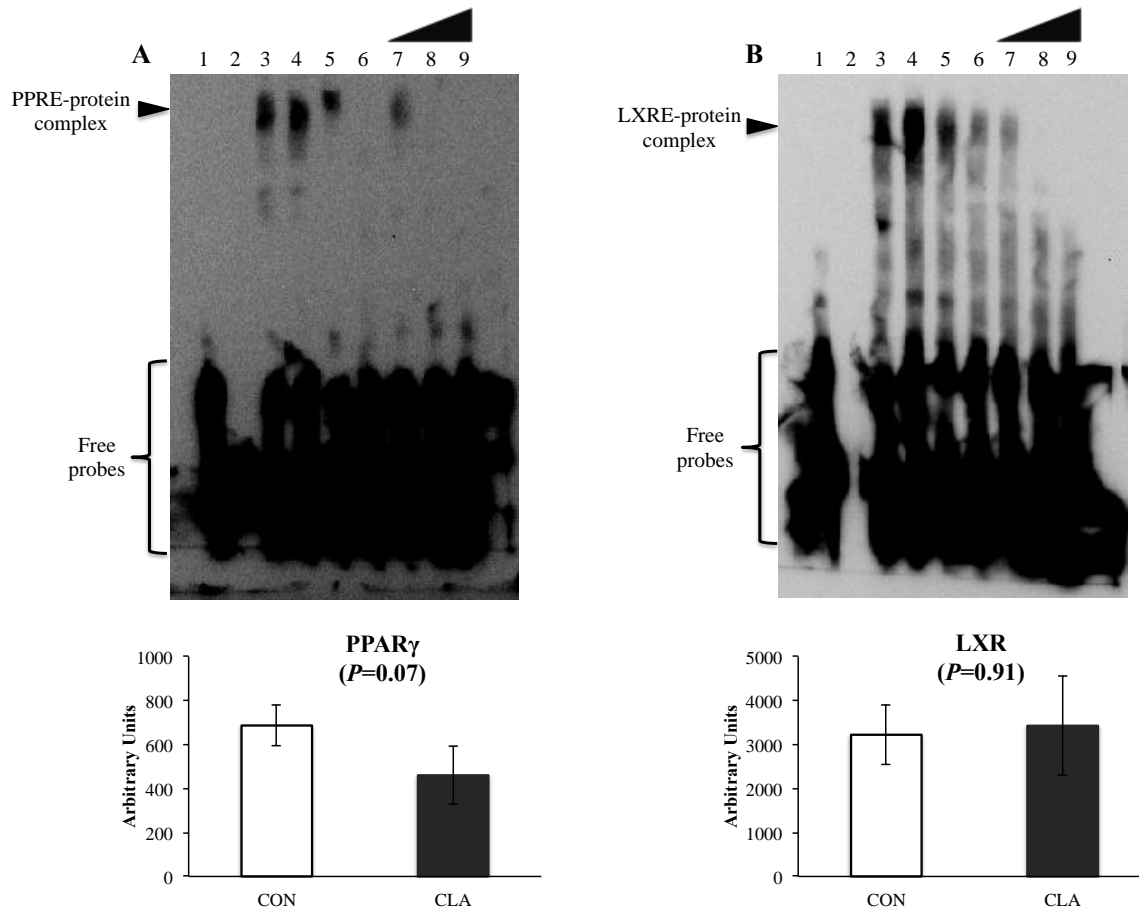 A
1 2 3 4 5 6 7 8 9
PPRE-protein
complex
Free
probes
B
1 2 3 4 5 6 7 8 9
LXRE-protein
complex
Free
probes
PPARγ
(P=0.07)
Arbitrary Units
1000
800
600
400
200
0
CON CLA
LXR
(P=0.91)
Arbitrary Units
5000
4000
3000
2000
1000
0
CON CLA